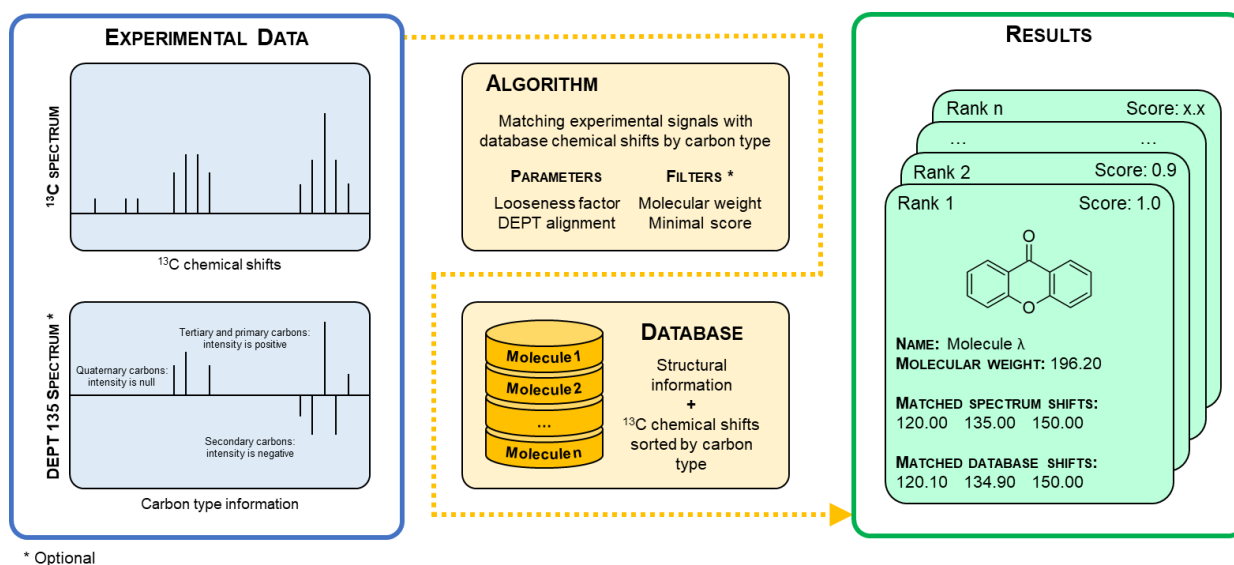 EXPERIMENTAL DATA
13C SPECTRUM
13C chemical shifts
DEPT 135 SPECTRUM *
Tertiary and primary carbons:
intensity is positive
Quaternary carbons:
intensity is null
Secondary carbons:
intensity is negative
Carbon type information
* Optional
ALGORITHM
Matching experimental signals with
database chemical shifts by carbon type
PARAMETERS
Looseness factor
DEPT alignment
FILTERS *
Molecular weight
Minimal score
DATABASE
Molecule 1
Molecule 2
...
Molecule n
Structural
information
+
13C chemical shifts
sorted by carbon
type
RESULTS
Rank n Score: x.x
... ...
Rank 2 Score: 0.9
Rank 1 Score: 1.0
O
O
NAME: Molecule λ
MOLECULAR WEIGHT: 196.20
MATCHED SPECTRUM SHIFTS:
120.00 135.00 150.00
MATCHED DATABASE SHIFTS:
120.10 134.90 150.00